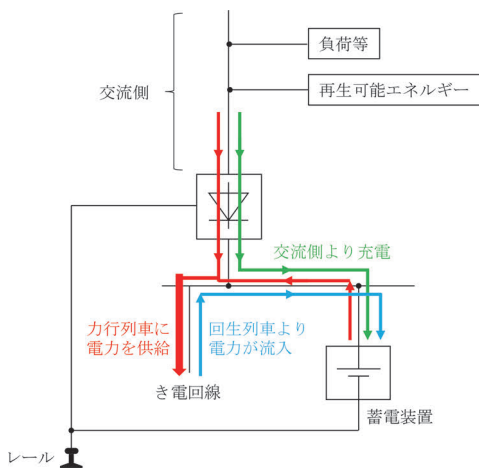 負荷等
再生可能エネルギー
交流側
交流側より充電
力行列車に
電力を供給
回生列車より
電力が流入
き電回線
蓄電装置
レール